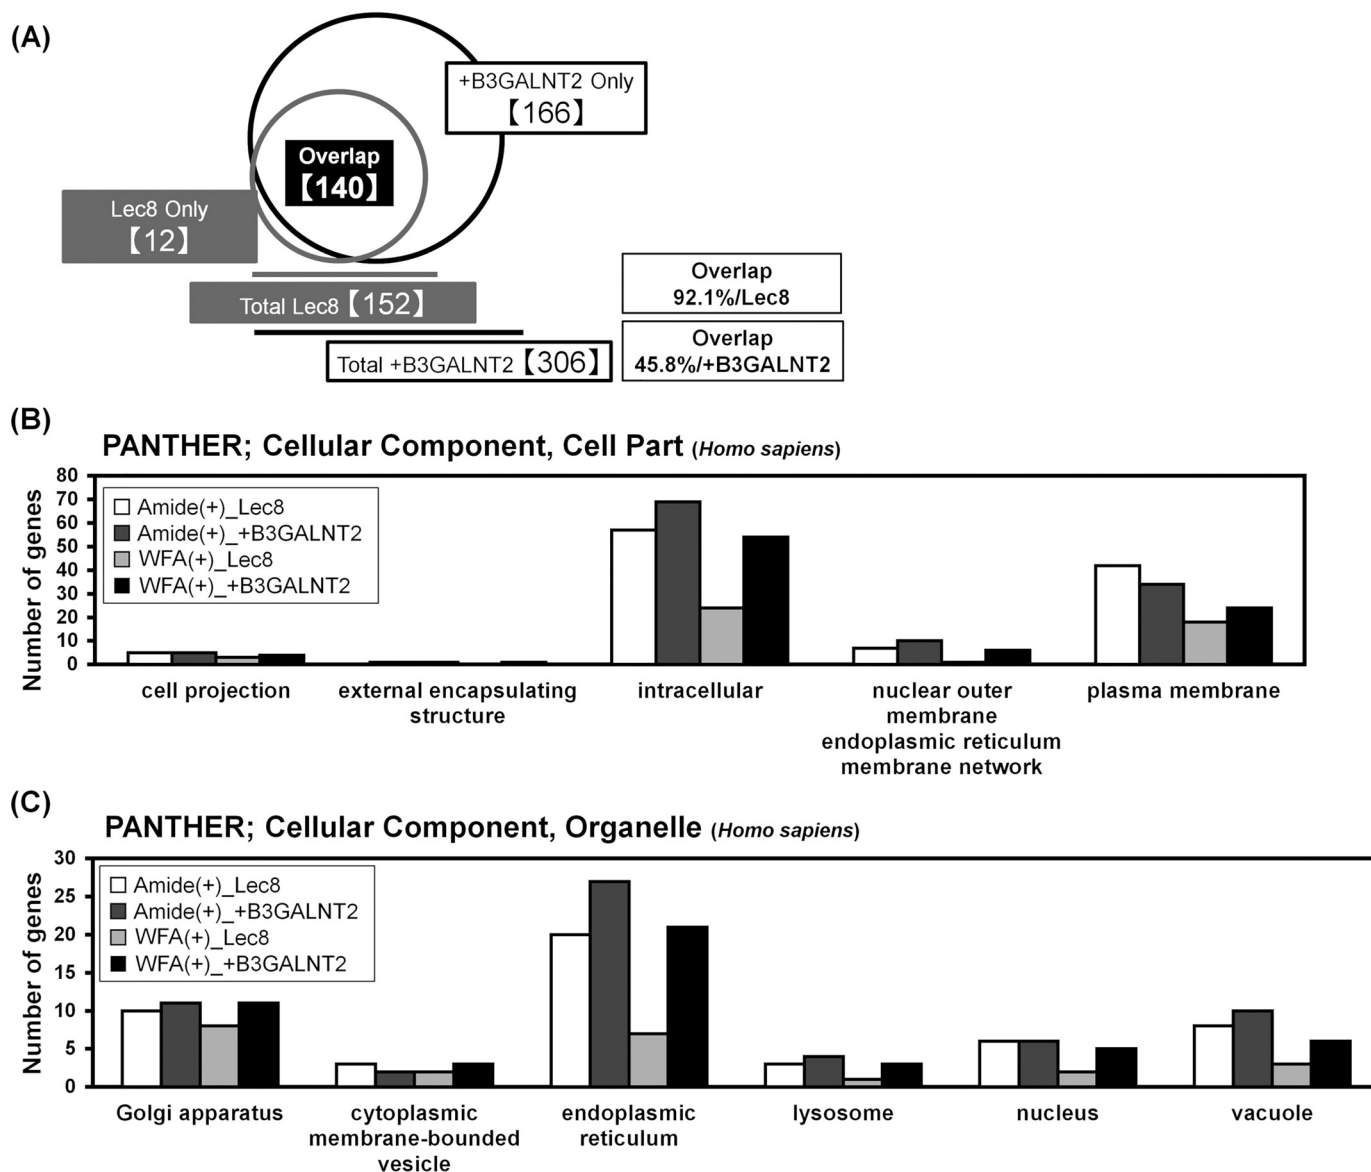 (A)
+B3GALNT2 Only
【166】
Overlap
【140】
Lec8 Only
【12】
Total Lec8【152】
Total +B3GALNT2【306】
Overlap
92.1%/Lec8
Overlap
45.8%/+B3GALNT2
(B)
PANTHER; Cellular Component, Cell Part (Homo sapiens)
Number of genes
80
70
60
50
40
30
20
10
0
Amide(+)_Lec8
Amide(+)_+B3GALNT2
WFA(+)_Lec8
WFA(+)_+B3GALNT2
cell projection
external encapsulating
structure
intracellular
nuclear outer
membrane
endoplasmic reticulum
membrane network
plasma membrane
(C)
PANTHER; Cellular Component, Organelle (Homo sapiens)
Number of genes
30
25
20
15
10
5
0
Amide(+)_Lec8
Amide(+)_+B3GALNT2
WFA(+)_Lec8
WFA(+)_+B3GALNT2
Golgi apparatus
cytoplasmic
membrane-bounded
vesicle
endoplasmic
reticulum
lysosome
nucleus
vacuole